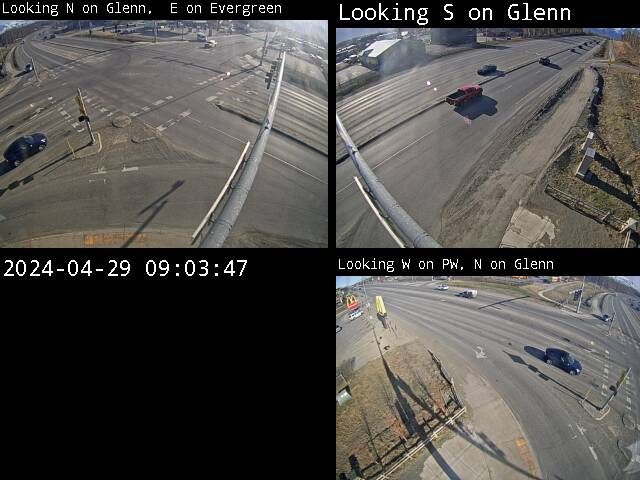 Looking N on Glenn,  E on Evergreen
Looking S on Glenn
2024-04-29 09:03:47
Looking W on PW, N on Glenn